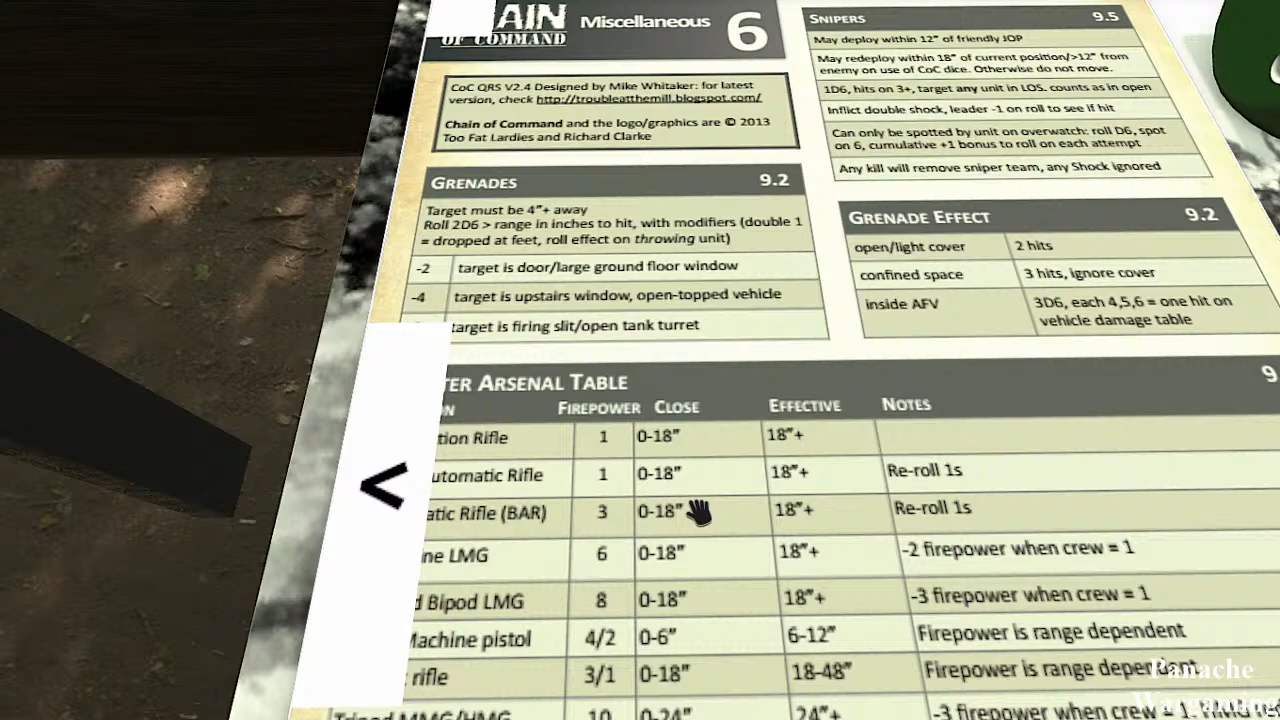 AIN
OF COMMAND
Miscellaneous 6
CoC QRS V2.4 Designed by Mike Whitaker: for latest
version, check http://troubleatthemill.blogspot.com/
Chain of Command and the logo/graphics are © 2013
Too Fat Lardies and Richard Clarke
GRENADES 9.2
Target must be 4"+ away
Roll 2D6 > range in inches to hit, with modifiers (double 1
= dropped at feet, roll effect on throwing unit)
-2 target is door/large ground floor window
-4 target is upstairs window, open-topped vehicle
target is firing slit/open tank turret
SNIPERS 9.5
May deploy within 12" of friendly JOP
May redeploy within 18" of current position/>12" from
enemy on use of CoC dice. Otherwise do not move.
1D6, hits on 3+, target any unit in LOS. counts as in open
Inflict double shock, leader -1 on roll to see if hit
Can only be spotted by unit on overwatch: roll D6, spot
on 6, cumulative +1 bonus to roll on each attempt
Any kill will remove sniper team, any Shock ignored
GRENADE EFFECT 9.2
open/light cover 2 hits
confined space 3 hits, ignore cover
inside AFV 3D6, each 4,5,6 = one hit on
vehicle damage table
TER ARSENAL TABLE 9
ON FIREPOWER CLOSE EFFECTIVE NOTES
tion Rifle 1 0-18" 18"+
utomatic Rifle 1 0-18" 18"+ Re-roll 1s
atic Rifle (BAR) 3 0-18" 18"+ Re-roll 1s
ne LMG 6 0-18" 18"+ -2 firepower when crew = 1
d Bipod LMG 8 0-18" 18"+ -3 firepower when crew = 1
Machine pistol 4/2 0-6" 6-12" Firepower is range dependent
rifle 3/1 0-18" 18-48" Firepower is range dependent
Tripod MMG/HMG 10 0-24" 24"+ -3 firepower when crew = 1
<
Panache
Wargaming